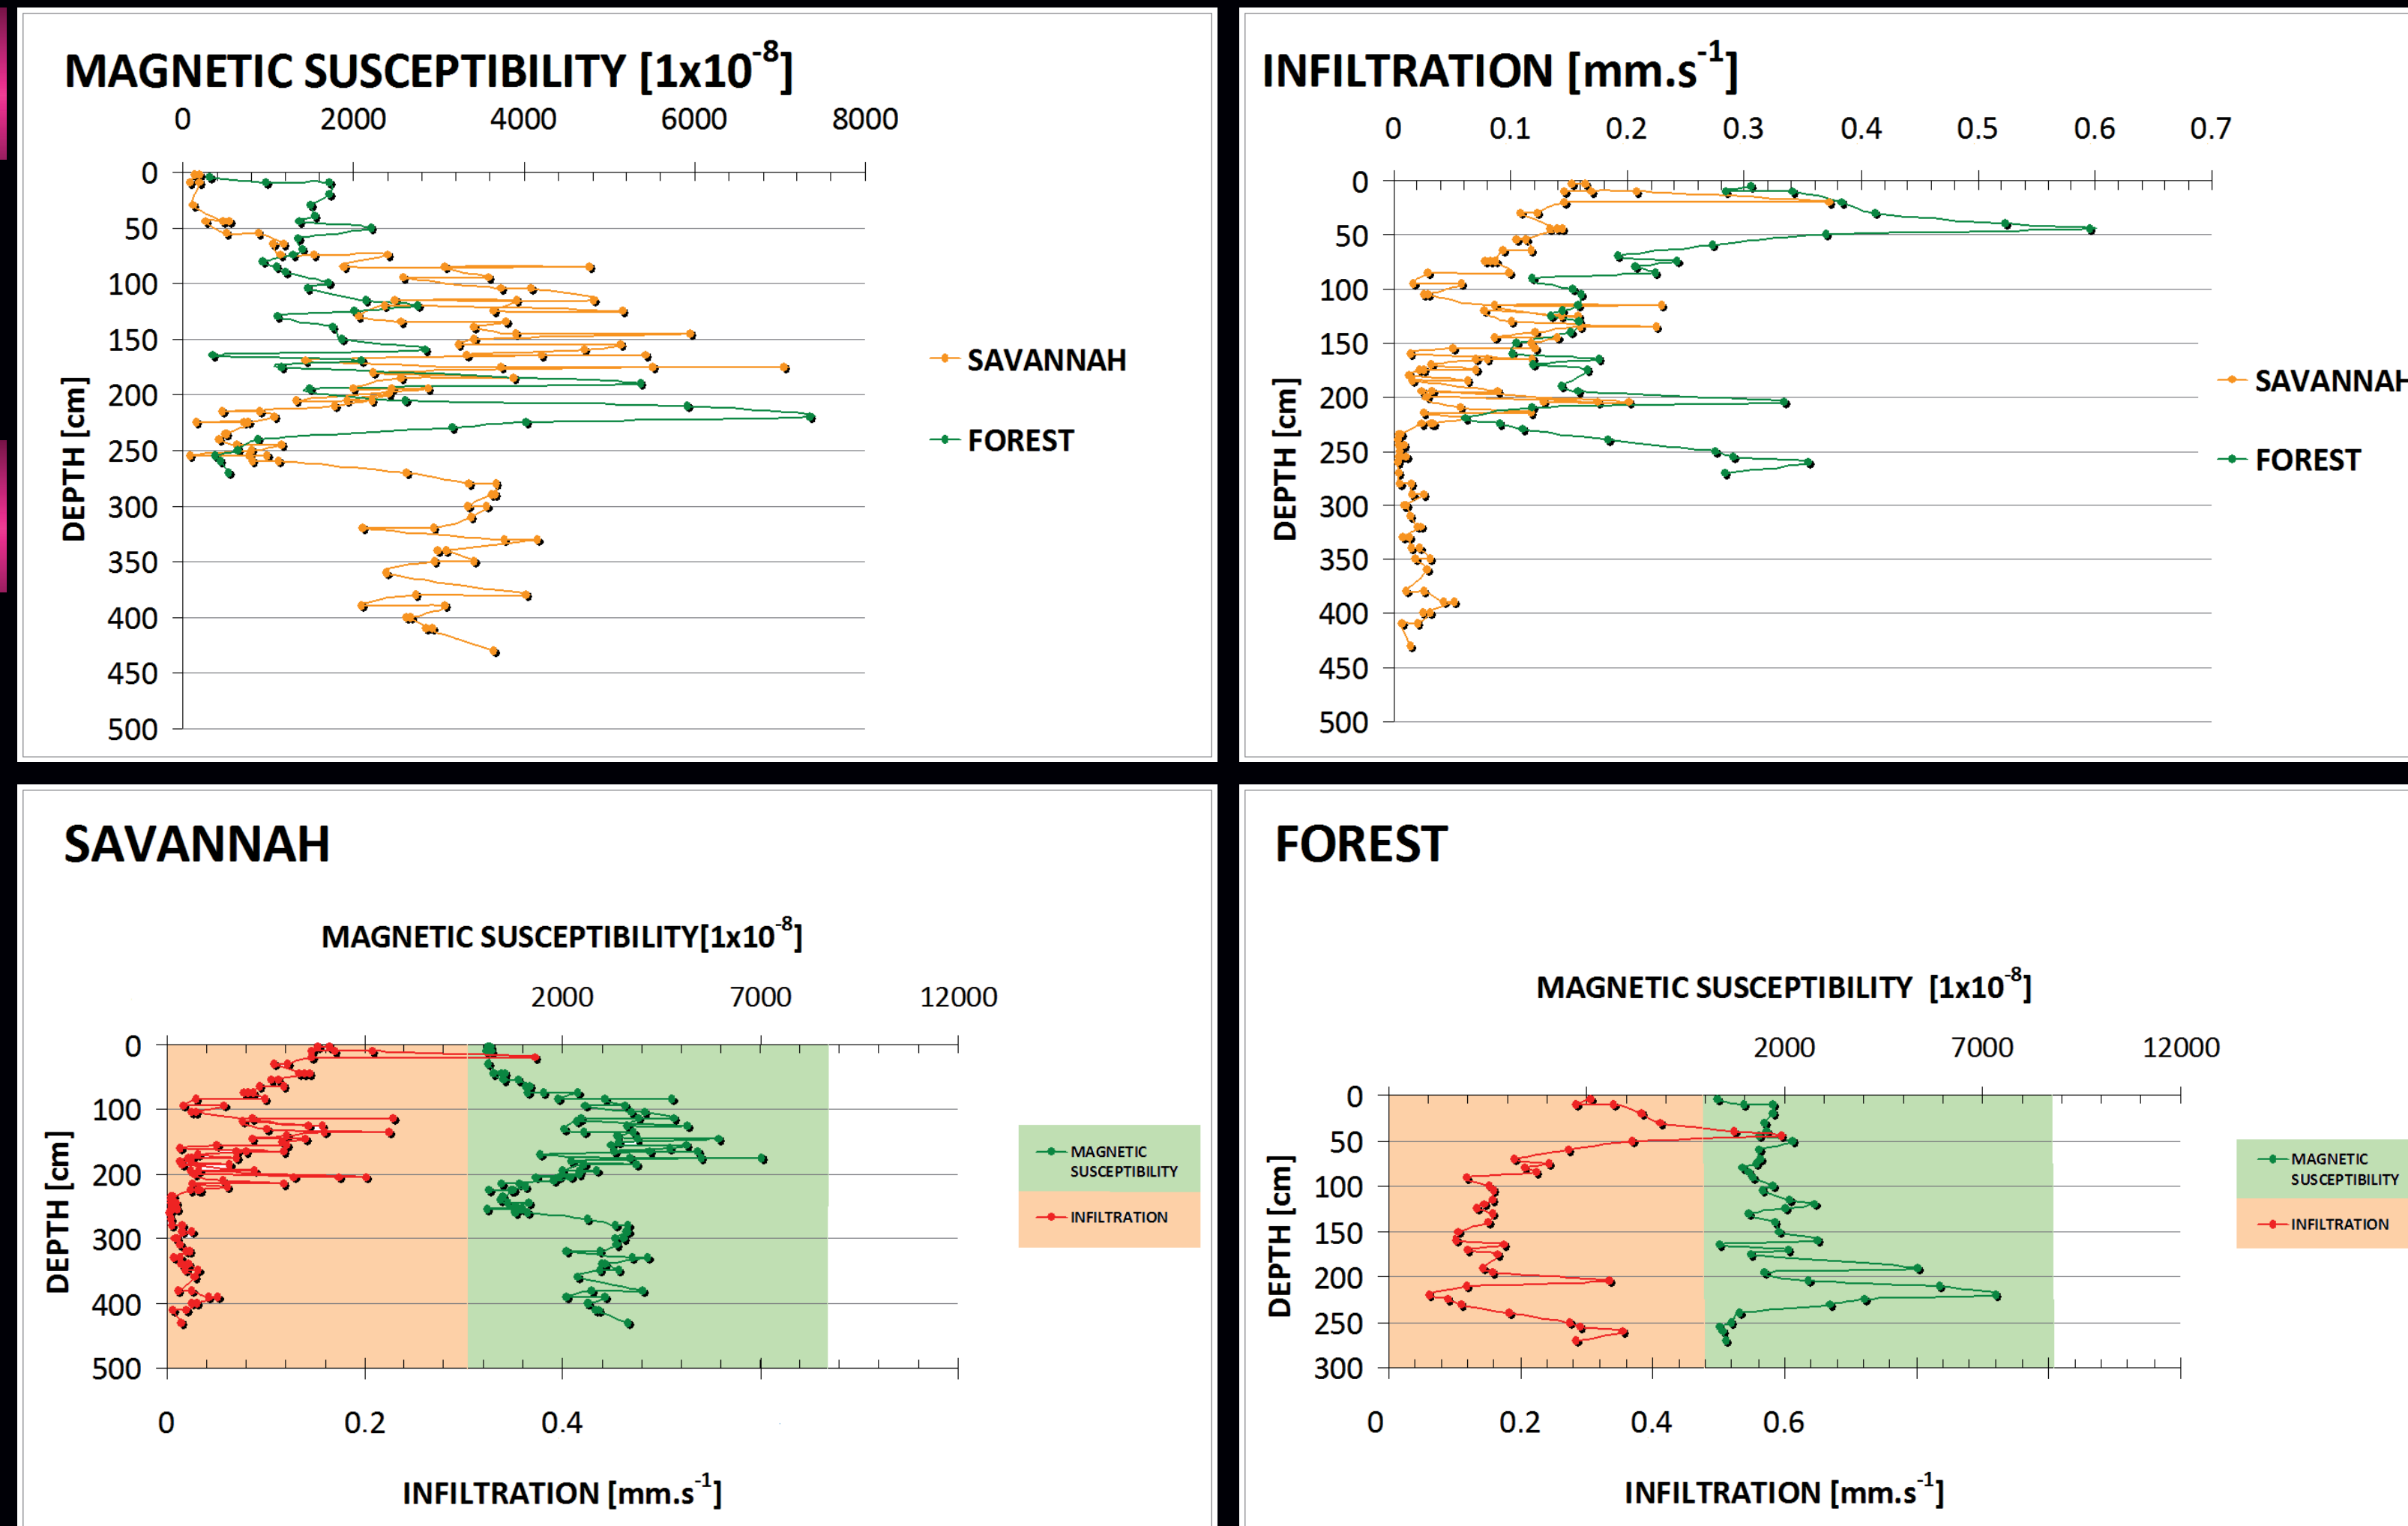 MAGNETIC SUSCEPTIBILITY [1x10⁻⁸]
0 2000 4000 6000 8000
0
50
100
150
200
250
300
350
400
450
500
DEPTH [cm]
SAVANNAH
FOREST
INFILTRATION [mm.s⁻¹]
0 0.1 0.2 0.3 0.4 0.5 0.6 0.7
0
50
100
150
200
250
300
350
400
450
500
DEPTH [cm]
SAVANNAH
FOREST
SAVANNAH
MAGNETIC SUSCEPTIBILITY[1x10⁻⁸]
2000 7000 12000
0
100
200
300
400
500
DEPTH [cm]
MAGNETIC
SUSCEPTIBILITY
INFILTRATION
0 0.2 0.4
INFILTRATION [mm.s⁻¹]
FOREST
MAGNETIC SUSCEPTIBILITY [1x10⁻⁸]
2000 7000 12000
0
50
100
150
200
250
300
DEPTH [cm]
MAGNETIC
SUSCEPTIBILITY
INFILTRATION
0 0.2 0.4 0.6
INFILTRATION [mm.s⁻¹]